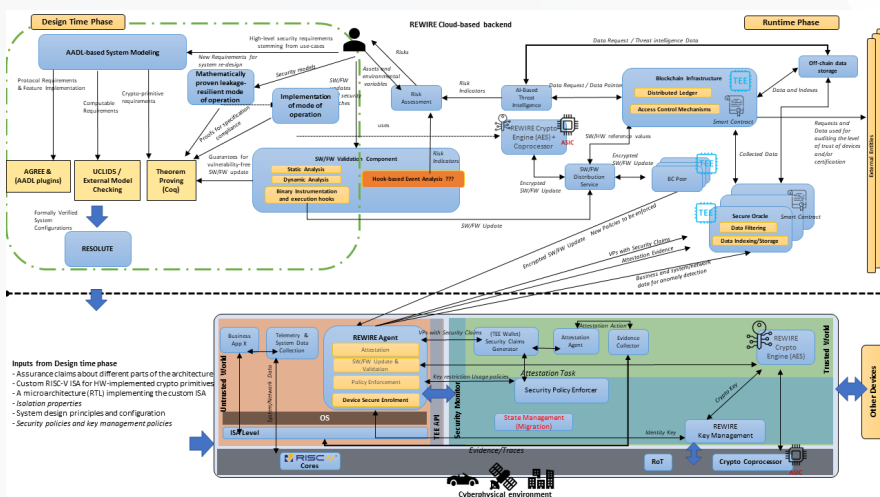 Design Time Phase
REWIRE Cloud-based backend
Runtime Phase
AADL-based System Modeling
High-level security requirements
stemming from use-cases
Risks
Data Request / Threat intelligence Data
TEE
Off-chain data
storage
Blockchain Infrastructure
Distributed Ledger
Access Control Mechanisms
Smart Contract
Data and Indexes
New Requirements for
system re-design
Security models
Assets and
environmental
variables
Protocol Requirements
& Feature Implementation
Computable
Requirements
Crypto-primitive
requirements
Mathematically
proven leakage-
resilient mode
of operation
Implementation
of mode of
operation
SW/FW
updates
Proofs for specification
compliance
uses
Risk
Assessment
Risk
Indicators
AI-Based
Threat
Intelligence
Data Request / Data Pointer
REWIRE Crypto
Engine (AES) +
Coprocessor
ASIC
SW/HW reference values
Requests and
Data used for
auditing the level
of trust of devices
and/or
certification
External Entities
Collected Data
AGREE &
(AADL plugins)
UCLIDS /
External Model
Checking
Theorem
Proving
(Coq)
Guarantees for
vulnerability-free
SW/FW update
SW/FW Validation Component
Static Analysis
Dynamic Analysis
Binary Instrumentation
and execution hooks
Risk
Indicators
Hook-based Event Analysis ???
Encrypted
SW/FW Update
SW/FW
Distribution
Service
Encrypted
SW/FW Update
BC Peer
TEE
TEE
Smart Contract
Secure Oracle
Data Filtering
Data Indexing/Storage
Formally Verified
System
Configurations
RESOLUTE
SW/FW Update
Encrypted SW/FW Update
New Policies to be enforced
VPs with Security Claims
Attestation Evidence
Business and system/network
data for anomaly detection
Inputs from Design time phase
- Assurance claims about different parts of the architecture
- Custom RISC-V ISA for HW-implemented crypto primitives
- A microarchitecture (RTL) implementing the custom ISA
- Isolation properties
- System design principles and configuration
- Security policies and key management policies
Untrusted World
Business
App X
Telemetry &
System Data
Collection
System/Network Data
REWIRE Agent
Attestation
SW/FW Update &
Validation
Policy Enforcement
Device Secure Enrolment
OS
ISA Level
TEE API
Security Monitor
VPs with Security Claims
(TEE Wallet)
Security Claims
Generator
Attestation Action
Attestation
Agent
Evidence
Collector
Attestation Task
Key restriction Usage policies
Security Policy Enforcer
State Management
(Migration)
Identity Key
Crypto Key
REWIRE
Crypto
Engine (AES)
Trusted World
REWIRE
Key Management
Other Devices
Evidence/Traces
RISC-V
Cores
RoT
Crypto Coprocessor
ASIC
Cyberphysical environment